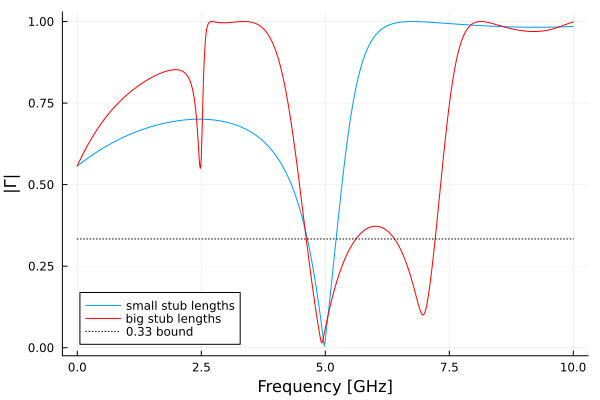 1.00
0.75
0.50
0.25
0.00
|Γ|
small stub lengths
big stub lengths
0.33 bound
0.0 2.5 5.0 7.5 10.0
Frequency [GHz]